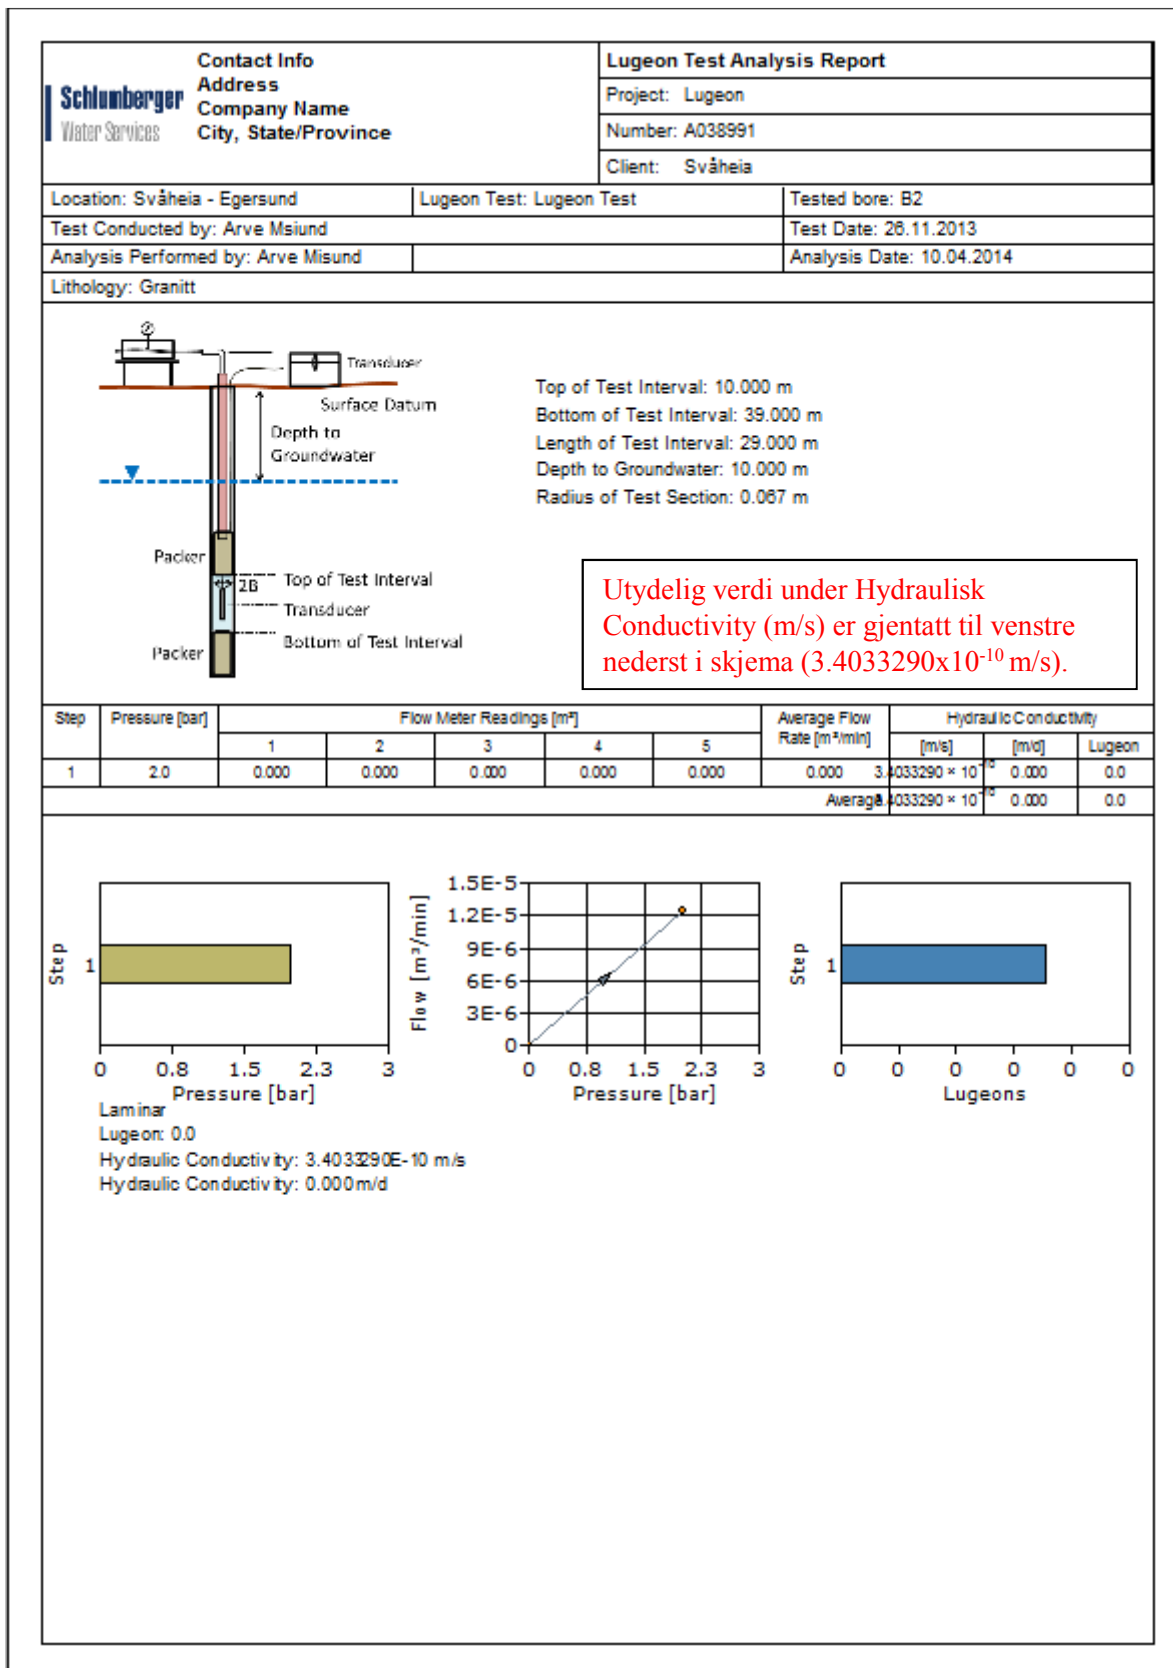 Schlumberger
Water Services
Contact Info
Address
Company Name
City, State/Province
Lugeon Test Analysis Report
Project: Lugeon
Number: A038991
Client: Svåheia
Location: Svåheia - Egersund
Lugeon Test: Lugeon Test
Tested bore: B2
Test Conducted by: Arve Msiund
Test Date: 26.11.2013
Analysis Performed by: Arve Misund
Analysis Date: 10.04.2014
Lithology: Granitt
Transducer
Surface Datum
Depth to
Groundwater
Packer
2B
Top of Test Interval
Transducer
Bottom of Test Interval
Packer
Top of Test Interval: 10.000 m
Bottom of Test Interval: 39.000 m
Length of Test Interval: 29.000 m
Depth to Groundwater: 10.000 m
Radius of Test Section: 0.067 m
Utydelig verdi under Hydraulisk
Conductivity (m/s) er gjentatt til venstre
nederst i skjema (3.4033290x10⁻¹⁰ m/s).
Step Pressure [bar] Flow Meter Readings [m³] Average Flow Hydraulic Conductivity
1 2 3 4 5 Rate [m³/min] [m/s] [m/d] Lugeon
1 2.0 0.000 0.000 0.000 0.000 0.000 0.000 3.4033290 × 10⁻¹⁰ 0.000 0.0
Average 3.4033290 × 10⁻¹⁰ 0.000 0.0
Step
1
0 0.8 1.5 2.3 3
Pressure [bar]
Flow [m³/min]
1.5E-5
1.2E-5
9E-6
6E-6
3E-6
0
0 0.8 1.5 2.3 3
Pressure [bar]
Step
1
0 0 0 0 0 0
Lugeons
Laminar
Lugeon: 0.0
Hydraulic Conductivity: 3.4033290E-10 m/s
Hydraulic Conductivity: 0.000 m/d